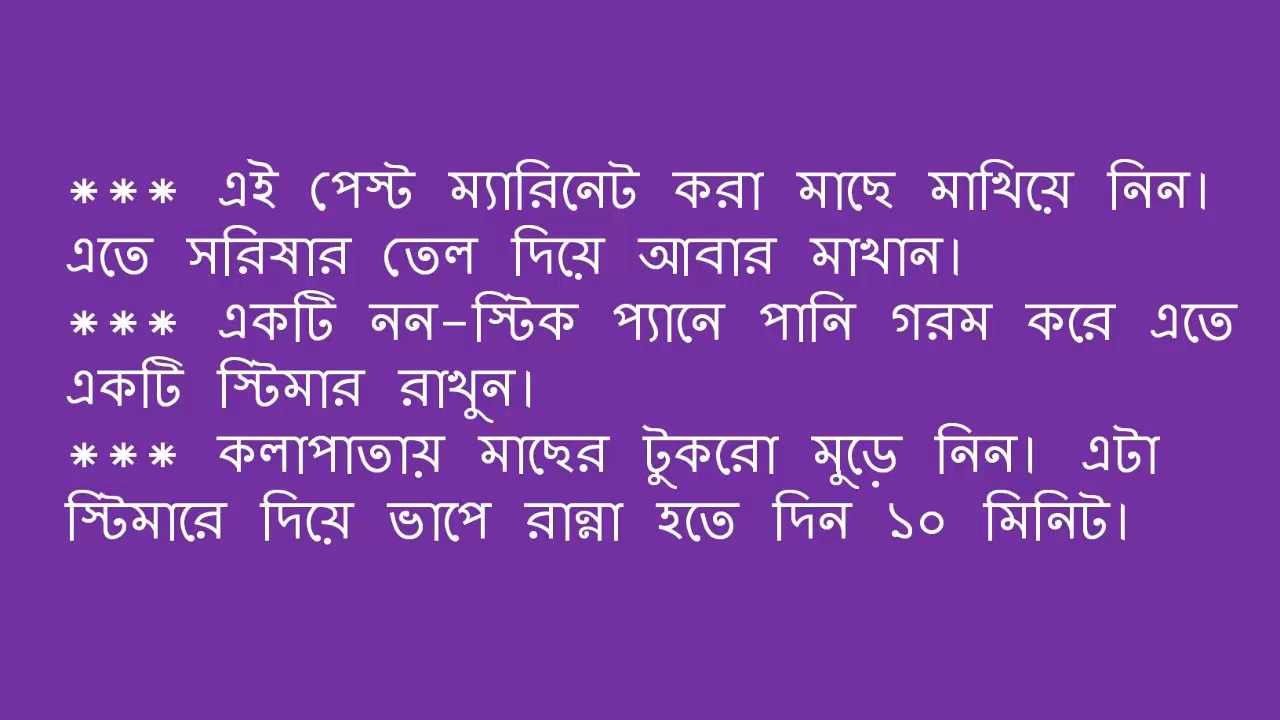 *** এই পেস্ট ম্যারিনেট করা মাছে মাখিয়ে নিন।
এতে সরিষার তেল দিয়ে আবার মাখান।
*** একটি নন-স্টিক প্যানে পানি গরম করে এতে
একটি স্টিমার রাখুন।
*** কলাপাতায় মাছের টুকরো মুড়ে নিন। এটা
স্টিমারে দিয়ে ভাপে রান্না হতে দিন ১০ মিনিট।